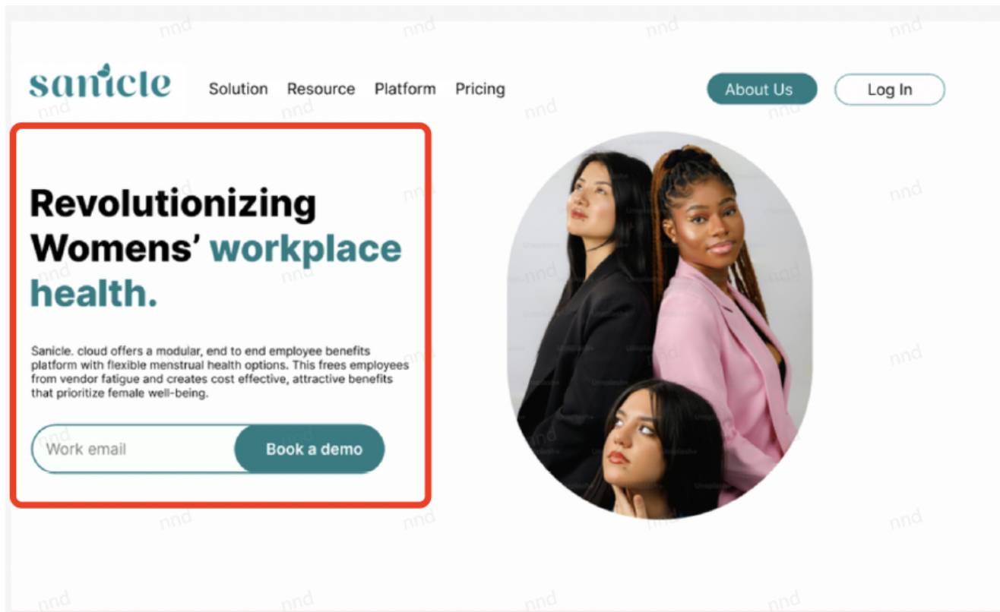 sanicle
Solution Resource Platform Pricing
About Us
Log In
Revolutionizing
Womens’ workplace
health.
Sanicle. cloud offers a modular, end to end employee benefits
platform with flexible menstrual health options. This frees employees
from vendor fatigue and creates cost effective, attractive benefits
that prioritize female well-being.
Work email
Book a demo
nnd